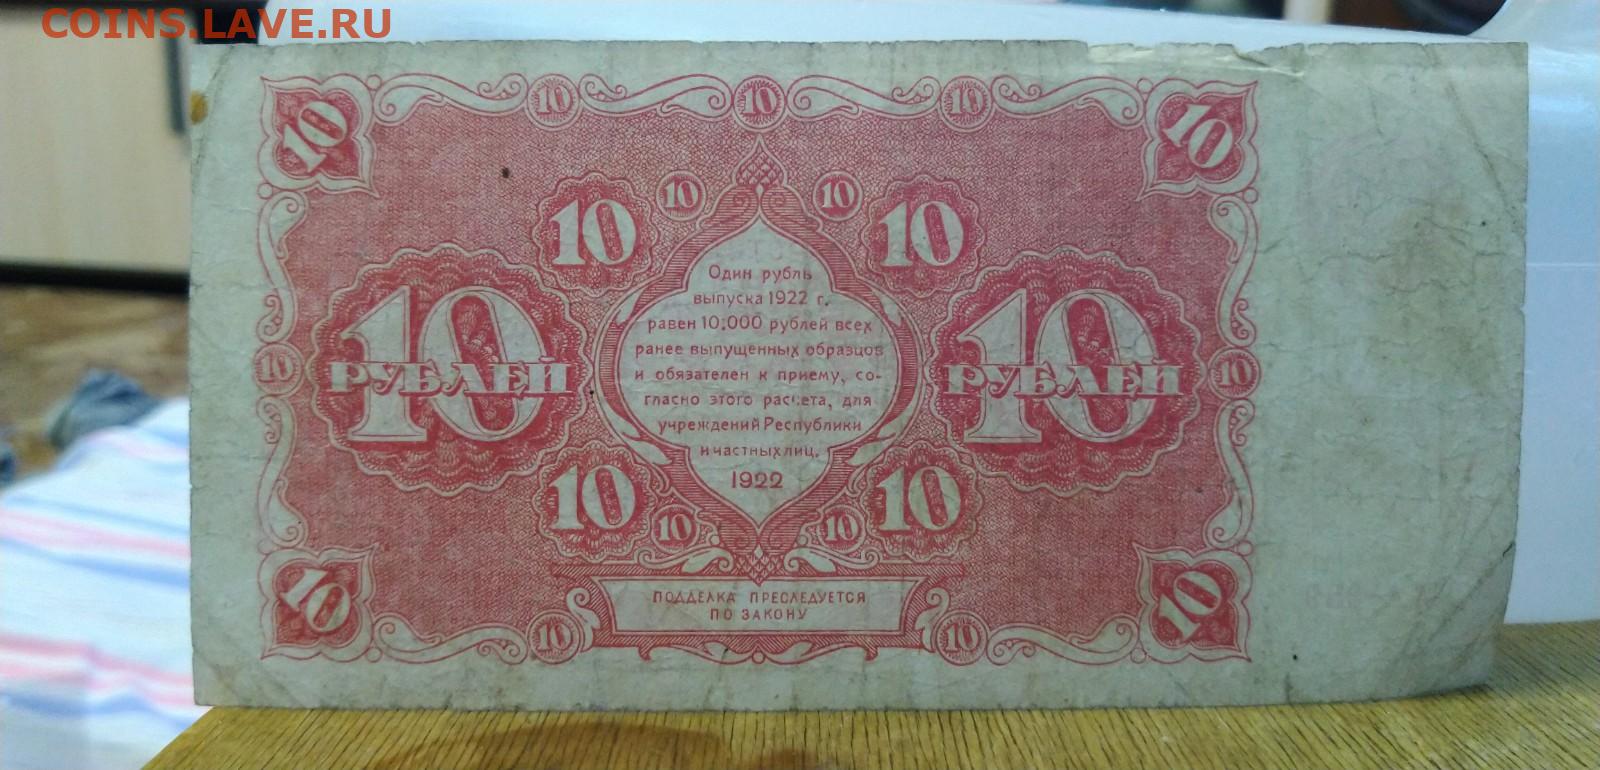 COINS.LAVE.RU
10 10 10 10 10
10 10 10 10
10 РУБЛЕЙ
10 РУБЛЕЙ
10 10
Один рубль
выпуска 1922 г.
равен 10.000 рублей всех
ранее выпущенных образцов
и обязателен к приему, со-
гласно этого расчета, для
учреждений Республики
и частных лиц.
1922
10 10 10 10
ПОДДЕЛКА ПРЕСЛЕДУЕТСЯ
ПО ЗАКОНУ
10 10 10 10